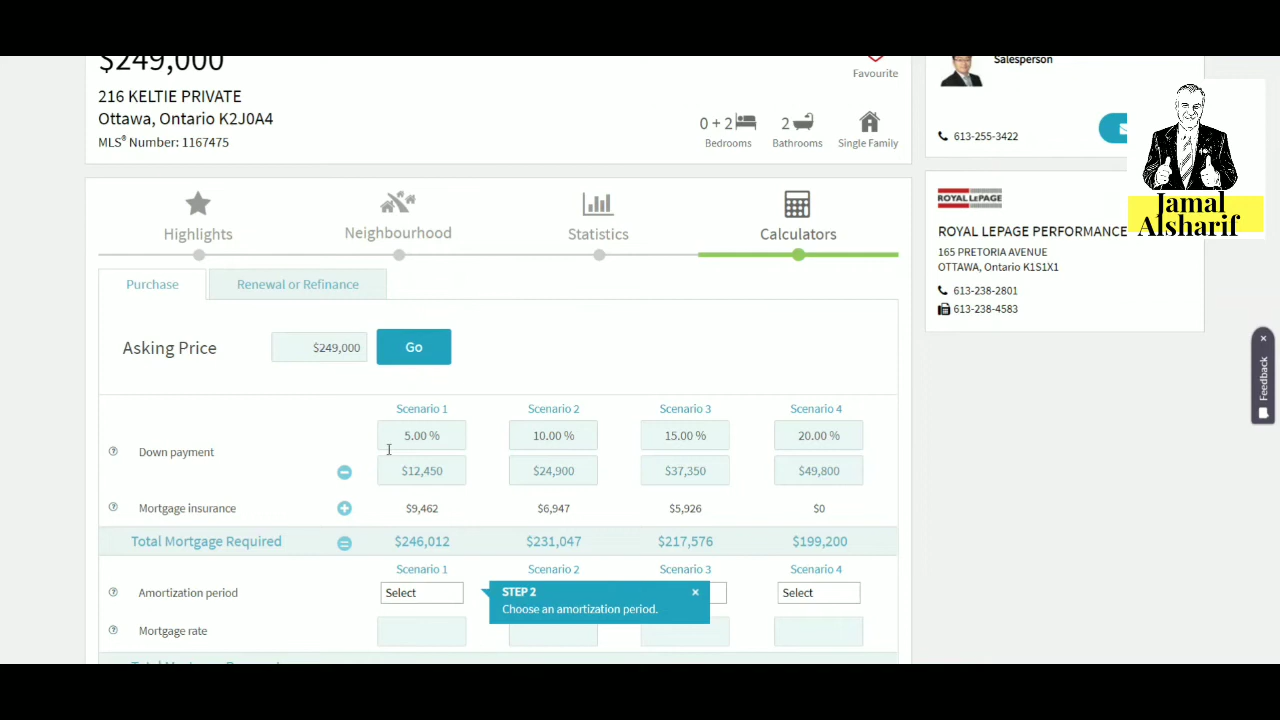 $249,000
Favourite
216 KELTIE PRIVATE
Ottawa, Ontario K2J0A4
MLS® Number: 1167475
0 + 2
2
Bedrooms
Bathrooms
Single Family
Salesperson
613-255-3422
Jamal
Alsharif
ROYAL LEPAGE
ROYAL LEPAGE PERFORMANCE
165 PRETORIA AVENUE
OTTAWA, Ontario K1S1X1
613-238-2801
613-238-4583
Feedback
Highlights
Neighbourhood
Statistics
Calculators
Purchase
Renewal or Refinance
Asking Price
$249,000
Go
Scenario 1 Scenario 2 Scenario 3 Scenario 4
5.00 % 10.00 % 15.00 % 20.00 %
Down payment
$12,450 $24,900 $37,350 $49,800
Mortgage insurance $9,462 $6,947 $5,926 $0
Total Mortgage Required $246,012 $231,047 $217,576 $199,200
Scenario 1 Scenario 2 Scenario 3 Scenario 4
Amortization period Select Select
STEP 2
Choose an amortization period.
Mortgage rate